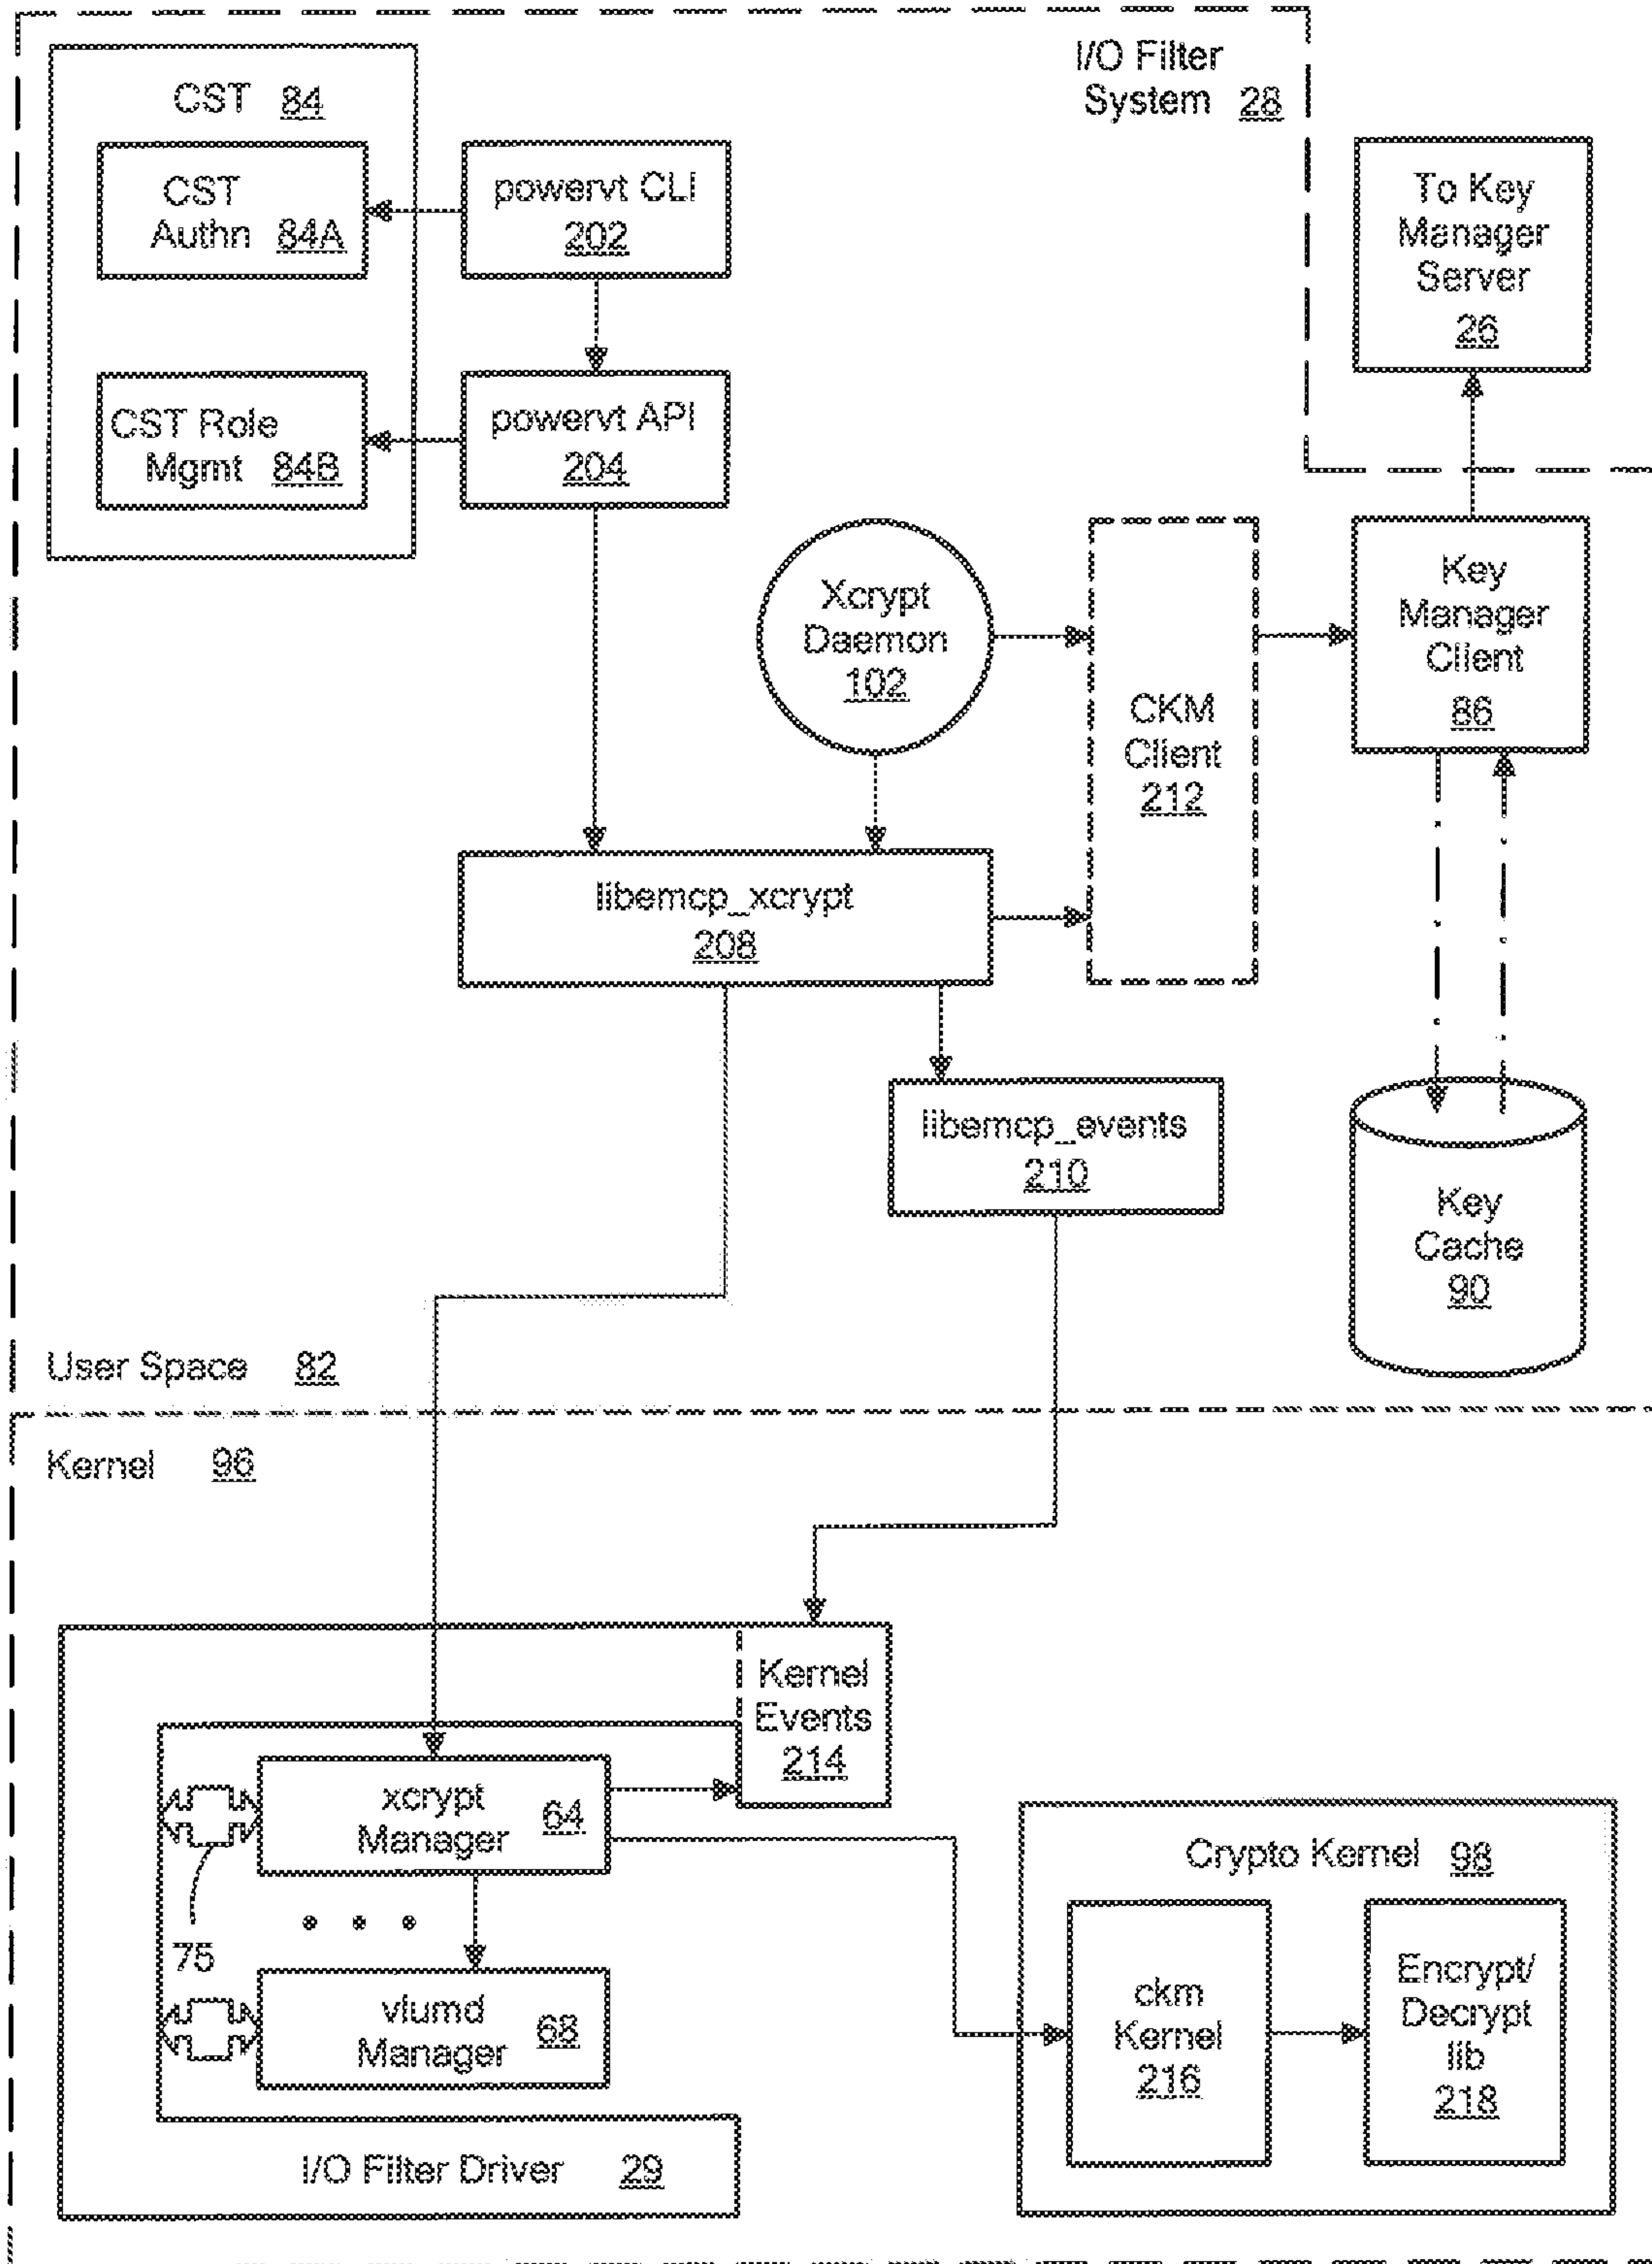 I/O Filter
System 28
CST 84
CST
Authn 84A
powervt CLI
202
To Key
Manager
Server
26
CST Role
Mgmt 84B
powervt API
204
Xcrypt
Daemon
102
CKM
Client
212
Key
Manager
Client
86
libemcp_xcrypt
208
libemcp_events
210
Key
Cache
90
User Space 82
Kernel 96
Kernel
Events
214
xcrypt
Manager 64
75
vlumd
Manager 68
I/O Filter Driver 29
Crypto Kernel 98
ckm
Kernel
216
Encrypt/
Decrypt
lib
218